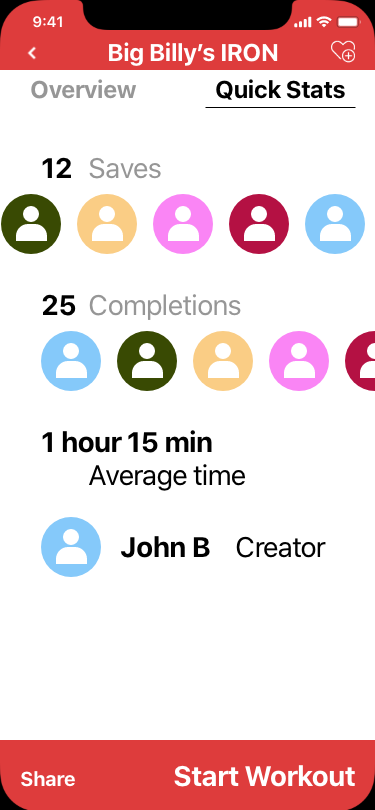 9:41
Big Billy’s IRON
Overview Quick Stats
12 Saves
25 Completions
1 hour 15 min
Average time
John B Creator
Share Start Workout